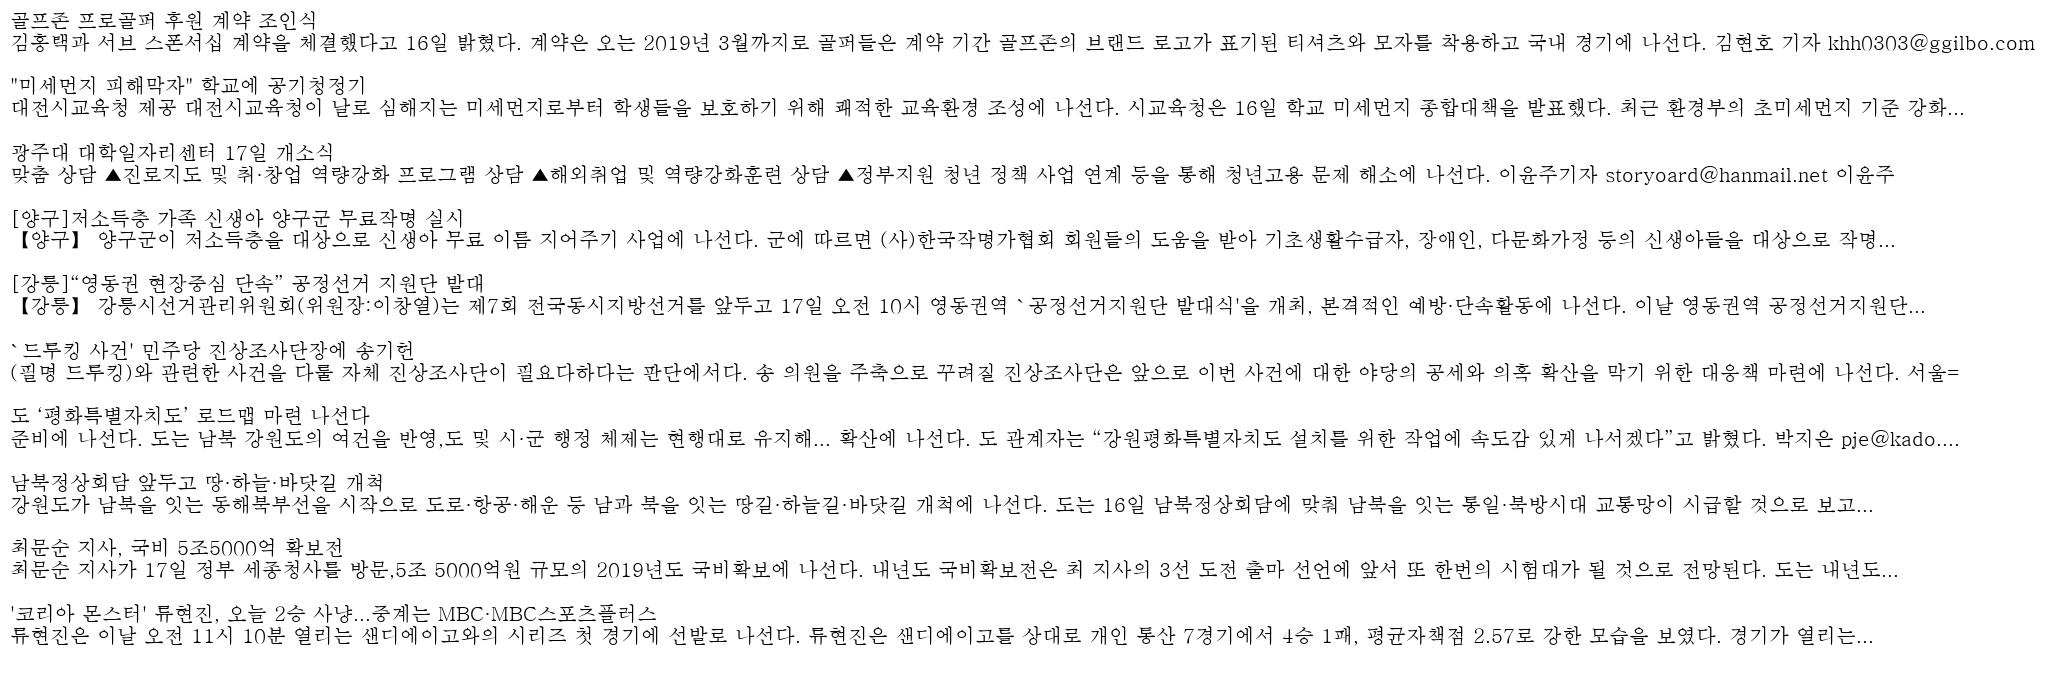 골프존 프로골퍼 후원 계약 조인식
김홍택과 서브 스폰서십 계약을 체결했다고 16일 밝혔다. 계약은 오는 2019년 3월까지로 골퍼들은 계약 기간 골프존의 브랜드 로고가 표기된 티셔츠와 모자를 착용하고 국내 경기에 나선다. 김현호 기자 khh0303@ggilbo.com
"미세먼지 피해막자" 학교에 공기청정기
대전시교육청 제공 대전시교육청이 날로 심해지는 미세먼지로부터 학생들을 보호하기 위해 쾌적한 교육환경 조성에 나선다. 시교육청은 16일 학교 미세먼지 종합대책을 발표했다. 최근 환경부의 초미세먼지 기준 강화...
광주대 대학일자리센터 17일 개소식
맞춤 상담 ▲진로지도 및 취·창업 역량강화 프로그램 상담 ▲해외취업 및 역량강화훈련 상담 ▲정부지원 청년 정책 사업 연계 등을 통해 청년고용 문제 해소에 나선다. 이윤주기자 storyoard@hanmail.net 이윤주
[양구]저소득층 가족 신생아 양구군 무료작명 실시
【양구】 양구군이 저소득층을 대상으로 신생아 무료 이름 지어주기 사업에 나선다. 군에 따르면 (사)한국작명가협회 회원들의 도움을 받아 기초생활수급자, 장애인, 다문화가정 등의 신생아들을 대상으로 작명...
[강릉]“영동권 현장중심 단속” 공정선거 지원단 발대
【강릉】 강릉시선거관리위원회(위원장:이창열)는 제7회 전국동시지방선거를 앞두고 17일 오전 10시 영동권역 `공정선거지원단 발대식'을 개최, 본격적인 예방·단속활동에 나선다. 이날 영동권역 공정선거지원단...
`드루킹 사건' 민주당 진상조사단장에 송기헌
(필명 드루킹)와 관련한 사건을 다룰 자체 진상조사단이 필요다하다는 판단에서다. 송 의원을 주축으로 꾸려질 진상조사단은 앞으로 이번 사건에 대한 야당의 공세와 의혹 확산을 막기 위한 대응책 마련에 나선다. 서울=
도 ‘평화특별자치도’ 로드맵 마련 나선다
준비에 나선다. 도는 남북 강원도의 여건을 반영,도 및 시·군 행정 체제는 현행대로 유지해... 확산에 나선다. 도 관계자는 “강원평화특별자치도 설치를 위한 작업에 속도감 있게 나서겠다”고 밝혔다. 박지은 pje@kado....
남북정상회담 앞두고 땅·하늘·바닷길 개척
강원도가 남북을 잇는 동해북부선을 시작으로 도로·항공·해운 등 남과 북을 잇는 땅길·하늘길·바닷길 개척에 나선다. 도는 16일 남북정상회담에 맞춰 남북을 잇는 통일·북방시대 교통망이 시급할 것으로 보고...
최문순 지사, 국비 5조5000억 확보전
최문순 지사가 17일 정부 세종청사를 방문,5조 5000억원 규모의 2019년도 국비확보에 나선다. 내년도 국비확보전은 최 지사의 3선 도전 출마 선언에 앞서 또 한번의 시험대가 될 것으로 전망된다. 도는 내년도...
'코리아 몬스터' 류현진, 오늘 2승 사냥...중계는 MBC·MBC스포츠플러스
류현진은 이날 오전 11시 10분 열리는 샌디에이고와의 시리즈 첫 경기에 선발로 나선다. 류현진은 샌디에이고를 상대로 개인 통산 7경기에서 4승 1패, 평균자책점 2.57로 강한 모습을 보였다. 경기가 열리는...